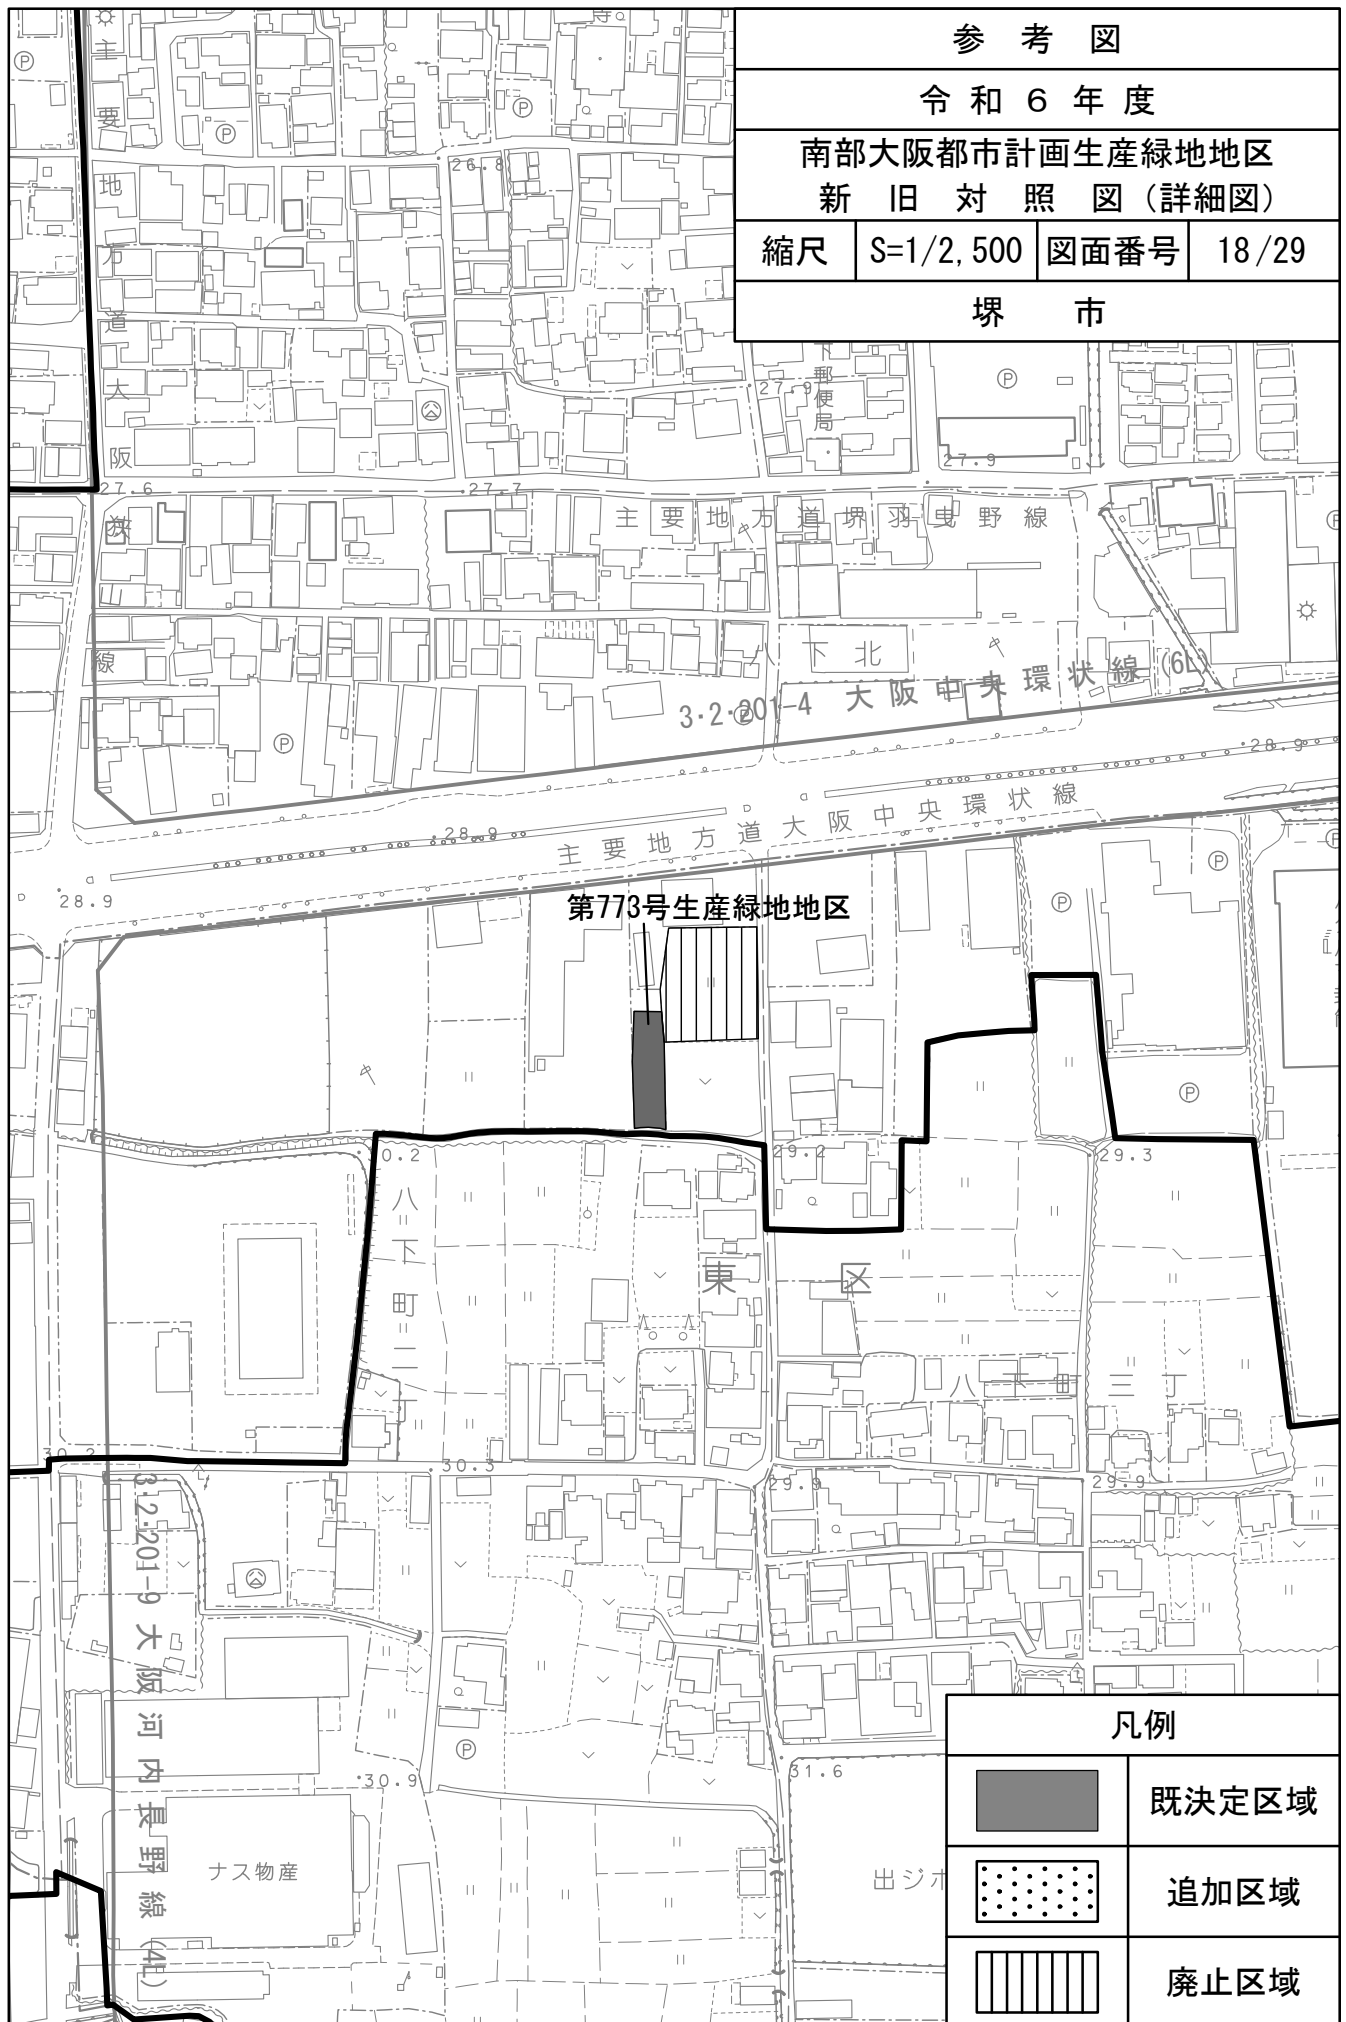 参考図
令和６年度
南部大阪都市計画生産緑地地区
新旧対照図（詳細図）
縮尺 S=1/2,500 図面番号 18/29
堺市
主要地方道大阪狭山線
26.8
27.9
下郵便局
27.9
27.6
27.7
主要地方道堺羽曳野線
下北
3・2・201-4 大阪中央環状線(6L)
28.9
主要地方道大阪中央環状線
28.9
28.9
第773号生産緑地地区
0.2
29.2
29.3
八下町二丁
東区
八下町三丁
30.2
30.3
29.9
29.9
3・2・201-9 大阪河内長野線(4L)
30.9
31.6
ナス物産
出ジ
凡例
既決定区域
追加区域
廃止区域
P
P
P
P
P
P
P
P
P
P